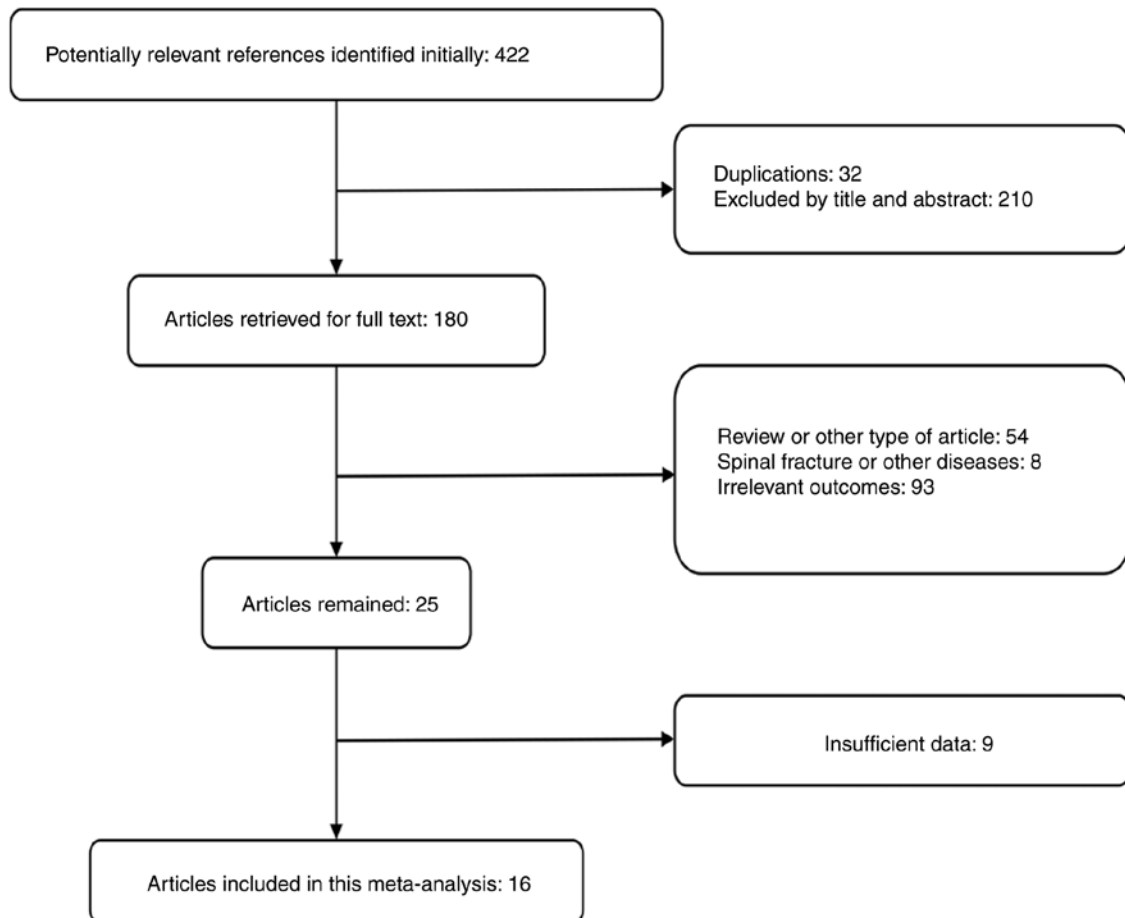 Potentially relevant references identified initially: 422
Duplications: 32
Excluded by title and abstract: 210
Articles retrieved for full text: 180
Review or other type of article: 54
Spinal fracture or other diseases: 8
Irrelevant outcomes: 93
Articles remained: 25
Insufficient data: 9
Articles included in this meta-analysis: 16